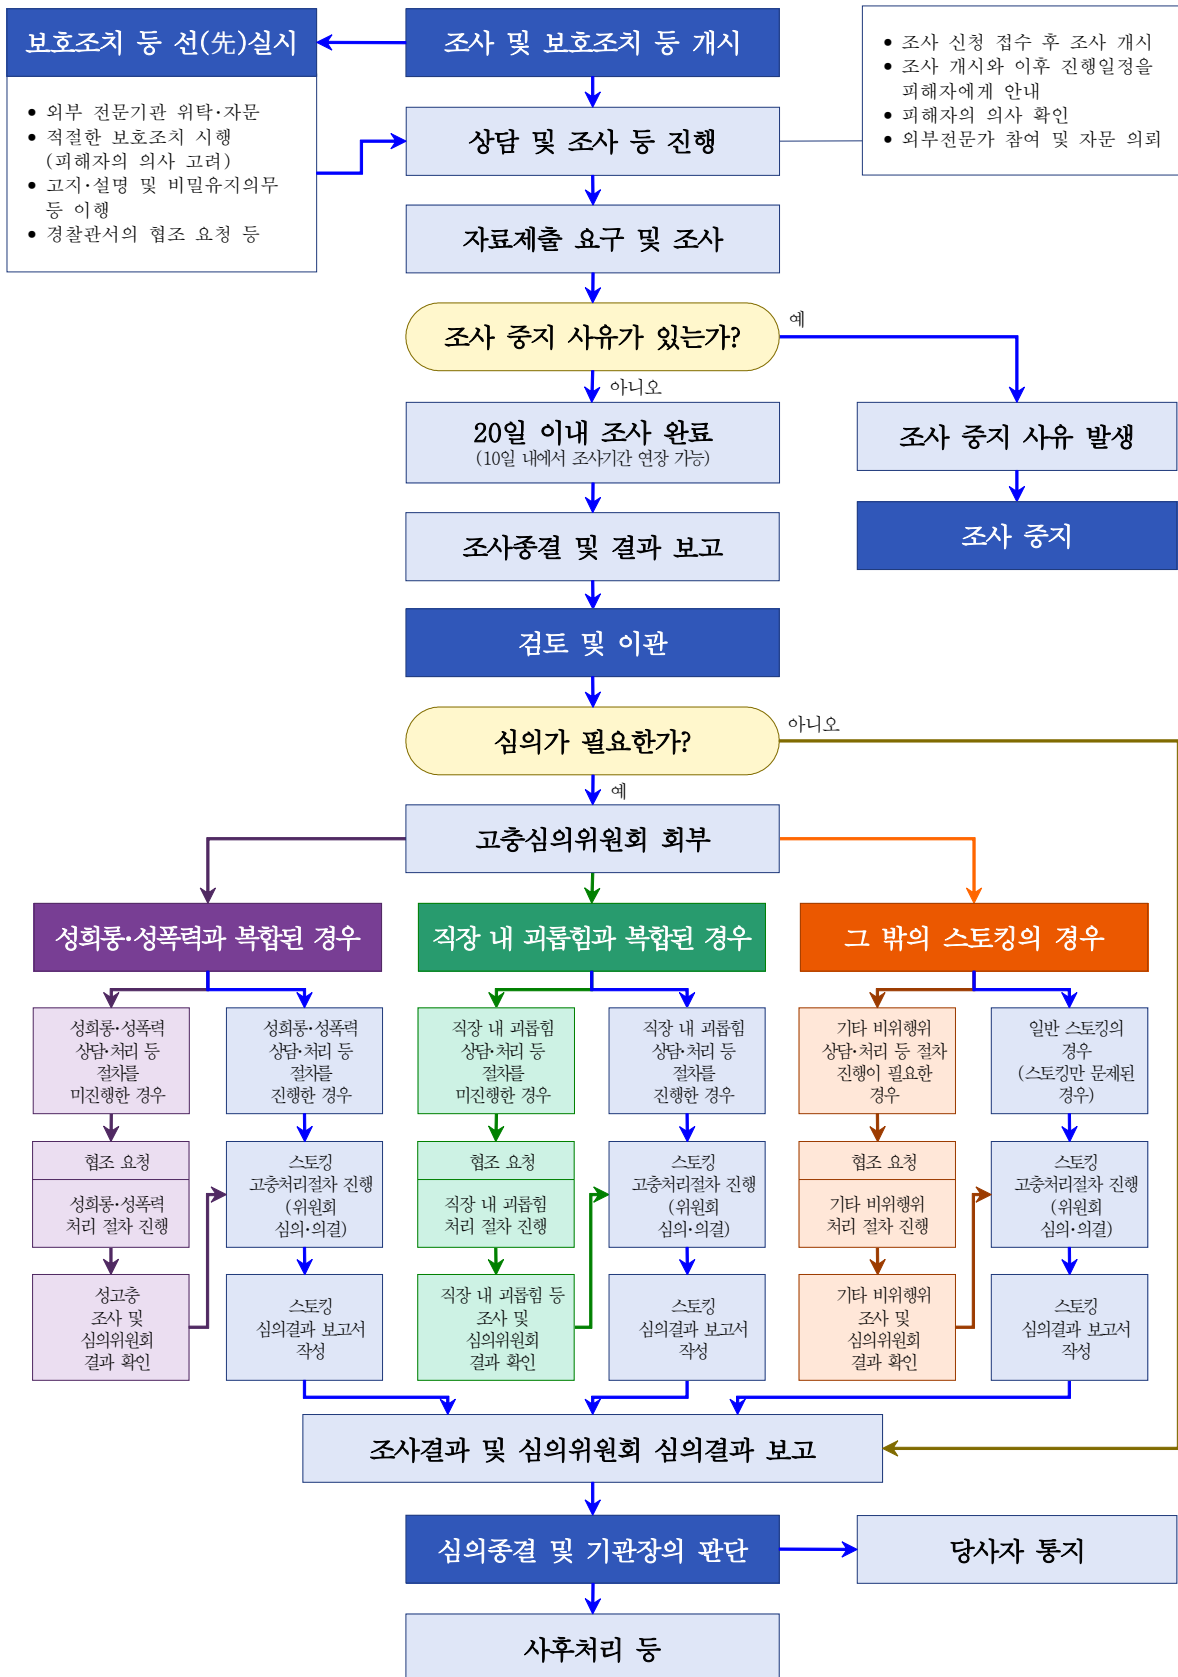 보호조치 등 선(先)실시
조사 및 보호조치 등 개시
• 조사 신청 접수 후 조사 개시
• 조사 개시와 이후 진행일정을
피해자에게 안내
• 피해자의 의사 확인
• 외부전문가 참여 및 자문 의뢰
• 외부 전문기관 위탁·자문
• 적절한 보호조치 시행
(피해자의 의사 고려)
• 고지·설명 및 비밀유지의무
등 이행
• 경찰관서의 협조 요청 등
상담 및 조사 등 진행
자료제출 요구 및 조사
조사 중지 사유가 있는가?
예
아니오
20일 이내 조사 완료
(10일 내에서 조사기간 연장 가능)
조사 중지 사유 발생
조사 중지
조사종결 및 결과 보고
검토 및 이관
심의가 필요한가?
아니오
예
고충심의위원회 회부
성희롱·성폭력과 복합된 경우
직장 내 괴롭힘과 복합된 경우
그 밖의 스토킹의 경우
성희롱·성폭력
상담·처리 등
절차를
미진행한 경우
성희롱·성폭력
상담·처리 등
절차를
진행한 경우
직장 내 괴롭힘
상담·처리 등
절차를
미진행한 경우
직장 내 괴롭힘
상담·처리 등
절차를
진행한 경우
기타 비위행위
상담·처리 등 절차
진행이 필요한
경우
일반 스토킹의
경우
(스토킹만 문제된
경우)
협조 요청
성희롱·성폭력
처리 절차 진행
스토킹
고충처리절차 진행
(위원회
심의·의결)
협조 요청
직장 내 괴롭힘
처리 절차 진행
스토킹
고충처리절차 진행
(위원회
심의·의결)
협조 요청
기타 비위행위
처리 절차 진행
스토킹
고충처리절차 진행
(위원회
심의·의결)
성고충
조사 및
심의위원회
결과 확인
스토킹
심의결과 보고서
작성
직장 내 괴롭힘 등
조사 및
심의위원회
결과 확인
스토킹
심의결과 보고서
작성
기타 비위행위
조사 및
심의위원회
결과 확인
스토킹
심의결과 보고서
작성
조사결과 및 심의위원회 심의결과 보고
심의종결 및 기관장의 판단
당사자 통지
사후처리 등